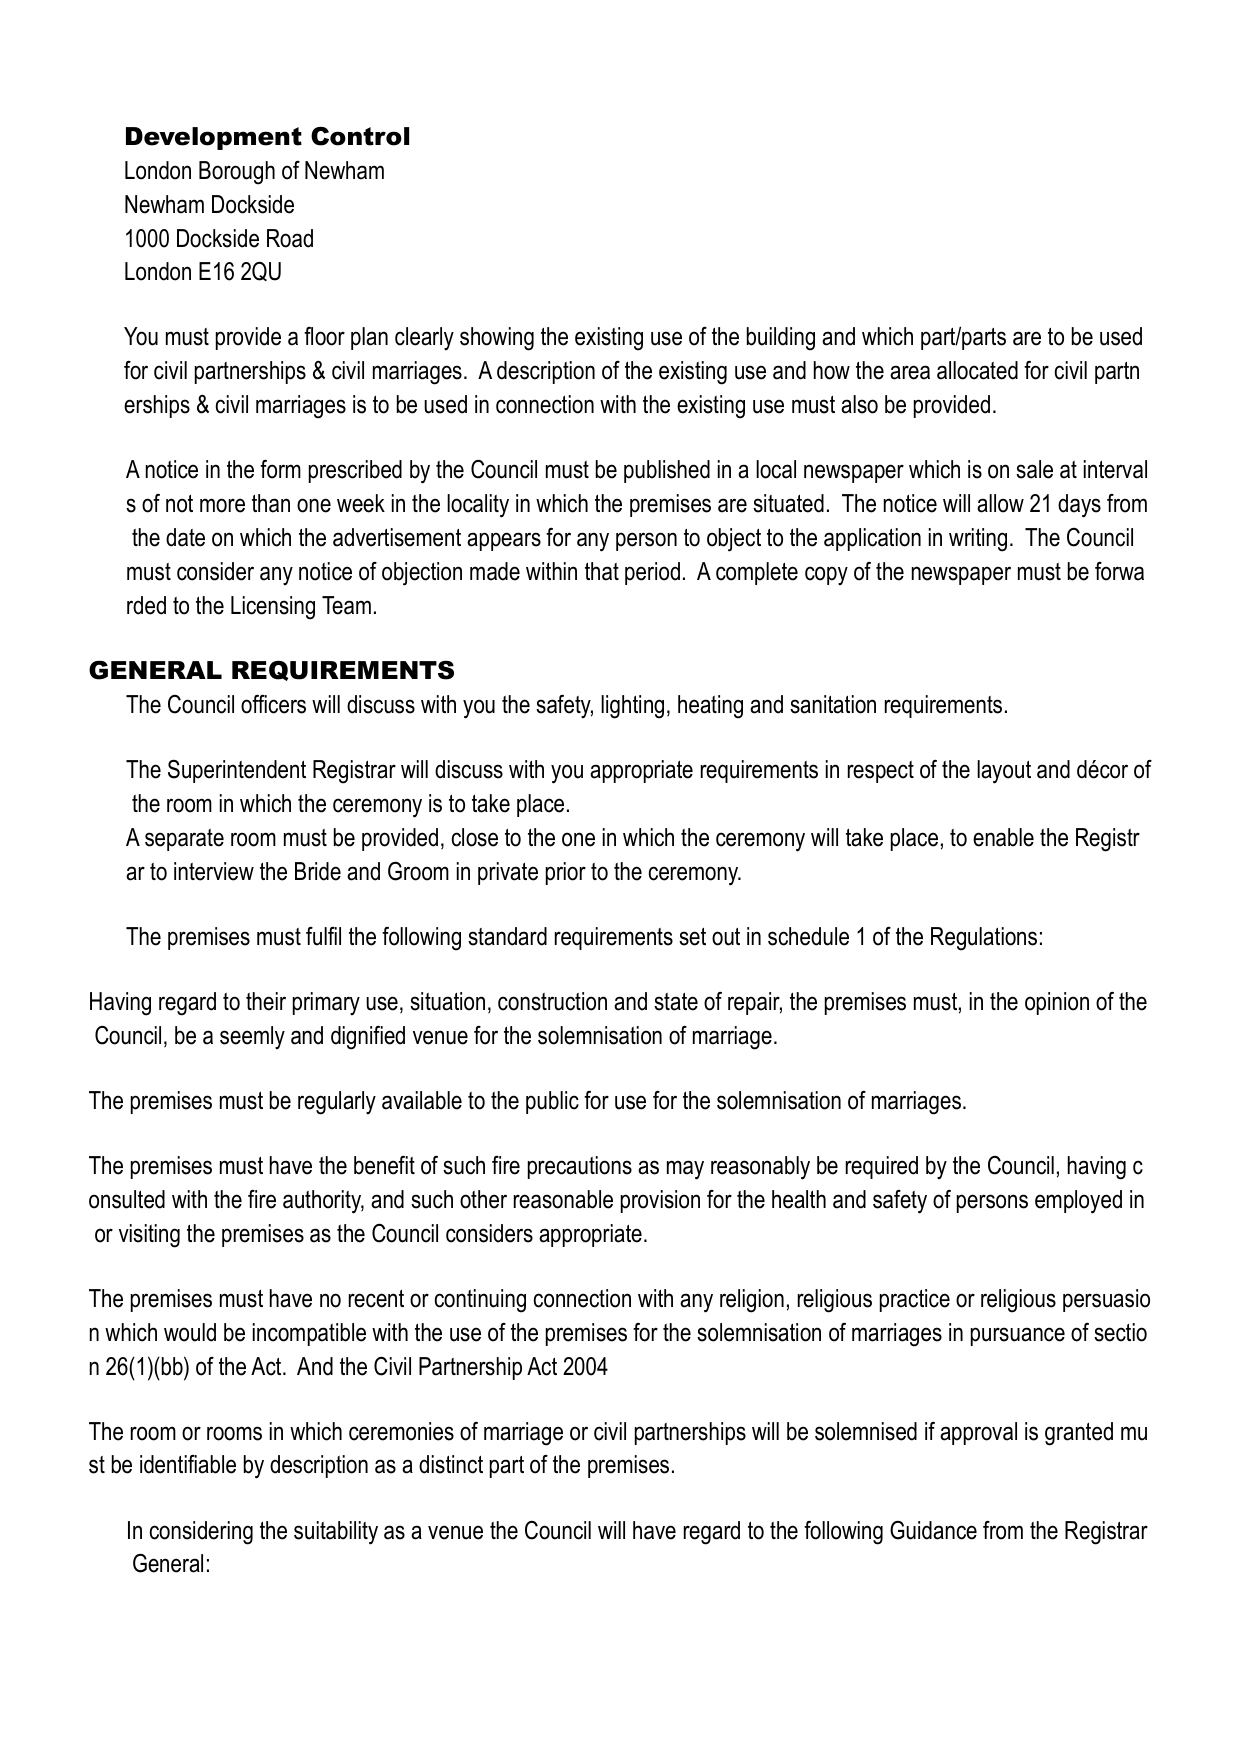 Development Control
London Borough of Newham
Newham Dockside
1000 Dockside Road
London E16 2QU
You must provide a floor plan clearly showing the existing use of the building and which part/parts are to be used
for civil partnerships & civil marriages.  A description of the existing use and how the area allocated for civil partn
erships & civil marriages is to be used in connection with the existing use must also be provided.
A notice in the form prescribed by the Council must be published in a local newspaper which is on sale at interval
s of not more than one week in the locality in which the premises are situated.  The notice will allow 21 days from
the date on which the advertisement appears for any person to object to the application in writing.  The Council
must consider any notice of objection made within that period.  A complete copy of the newspaper must be forwa
rded to the Licensing Team.
GENERAL REQUIREMENTS
The Council officers will discuss with you the safety, lighting, heating and sanitation requirements.
The Superintendent Registrar will discuss with you appropriate requirements in respect of the layout and décor of
the room in which the ceremony is to take place.
A separate room must be provided, close to the one in which the ceremony will take place, to enable the Registr
ar to interview the Bride and Groom in private prior to the ceremony.
The premises must fulfil the following standard requirements set out in schedule 1 of the Regulations:
Having regard to their primary use, situation, construction and state of repair, the premises must, in the opinion of the
Council, be a seemly and dignified venue for the solemnisation of marriage.
The premises must be regularly available to the public for use for the solemnisation of marriages.
The premises must have the benefit of such fire precautions as may reasonably be required by the Council, having c
onsulted with the fire authority, and such other reasonable provision for the health and safety of persons employed in
or visiting the premises as the Council considers appropriate.
The premises must have no recent or continuing connection with any religion, religious practice or religious persuasio
n which would be incompatible with the use of the premises for the solemnisation of marriages in pursuance of sectio
n 26(1)(bb) of the Act.  And the Civil Partnership Act 2004
The room or rooms in which ceremonies of marriage or civil partnerships will be solemnised if approval is granted mu
st be identifiable by description as a distinct part of the premises.
In considering the suitability as a venue the Council will have regard to the following Guidance from the Registrar
General: